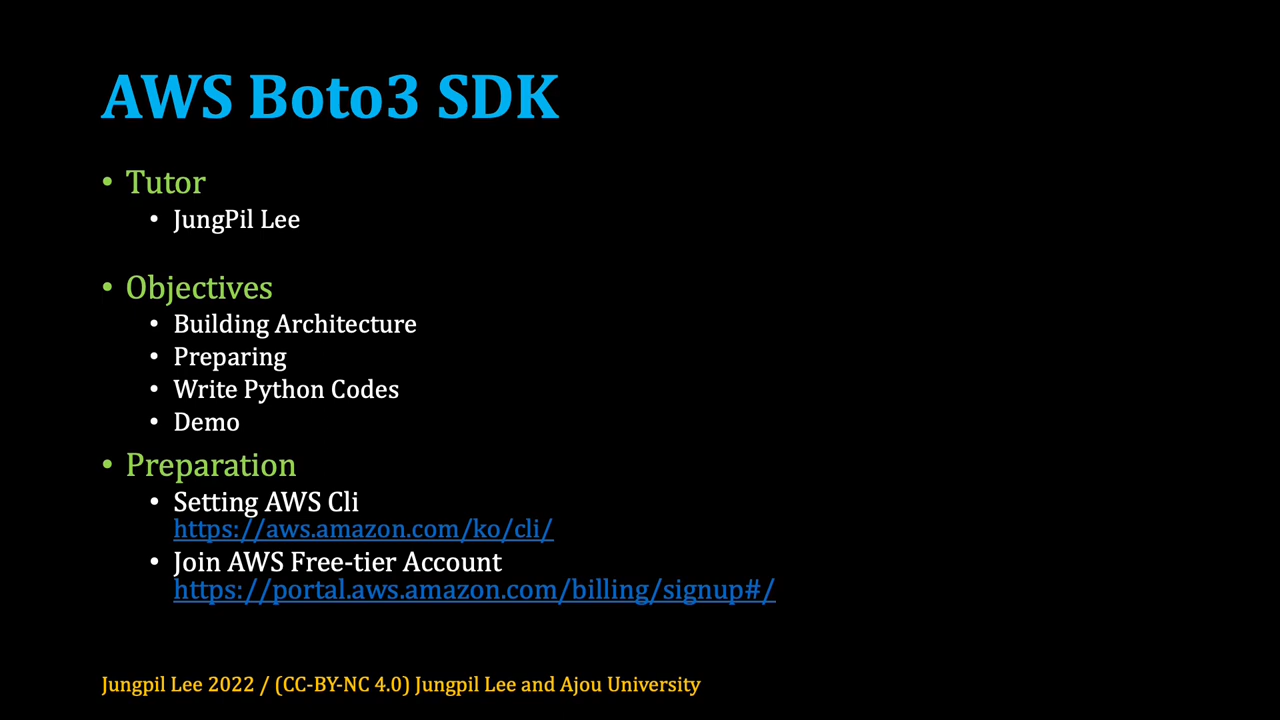 AWS Boto3 SDK
• Tutor
• JungPil Lee
• Objectives
• Building Architecture
• Preparing
• Write Python Codes
• Demo
• Preparation
• Setting AWS Cli
https://aws.amazon.com/ko/cli/
• Join AWS Free-tier Account
https://portal.aws.amazon.com/billing/signup#/
Jungpil Lee 2022 / (CC-BY-NC 4.0) Jungpil Lee and Ajou University